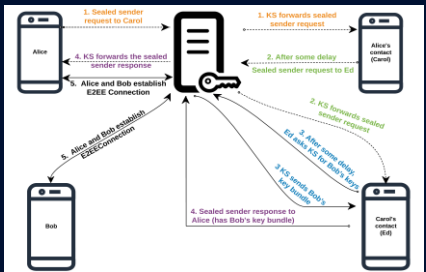 1. Sealed sender
request to Carol
1. KS forwards sealed
sender request
Alice
4. KS forwards the sealed
sender response
5. Alice and Bob establish
E2EE Connection
2. After some delay
Sealed sender request to Ed
Alice's
contact
(Carol)
2. KS forwards sealed
sender request
5. Alice and Bob establish
E2EEConnection
3. After some delay,
Ed asks KS for Bob's keys
3 KS sends Bob's
key bundle
4. Sealed sender response to
Alice (has Bob's key bundle)
Bob
Carol's
contact
(Ed)